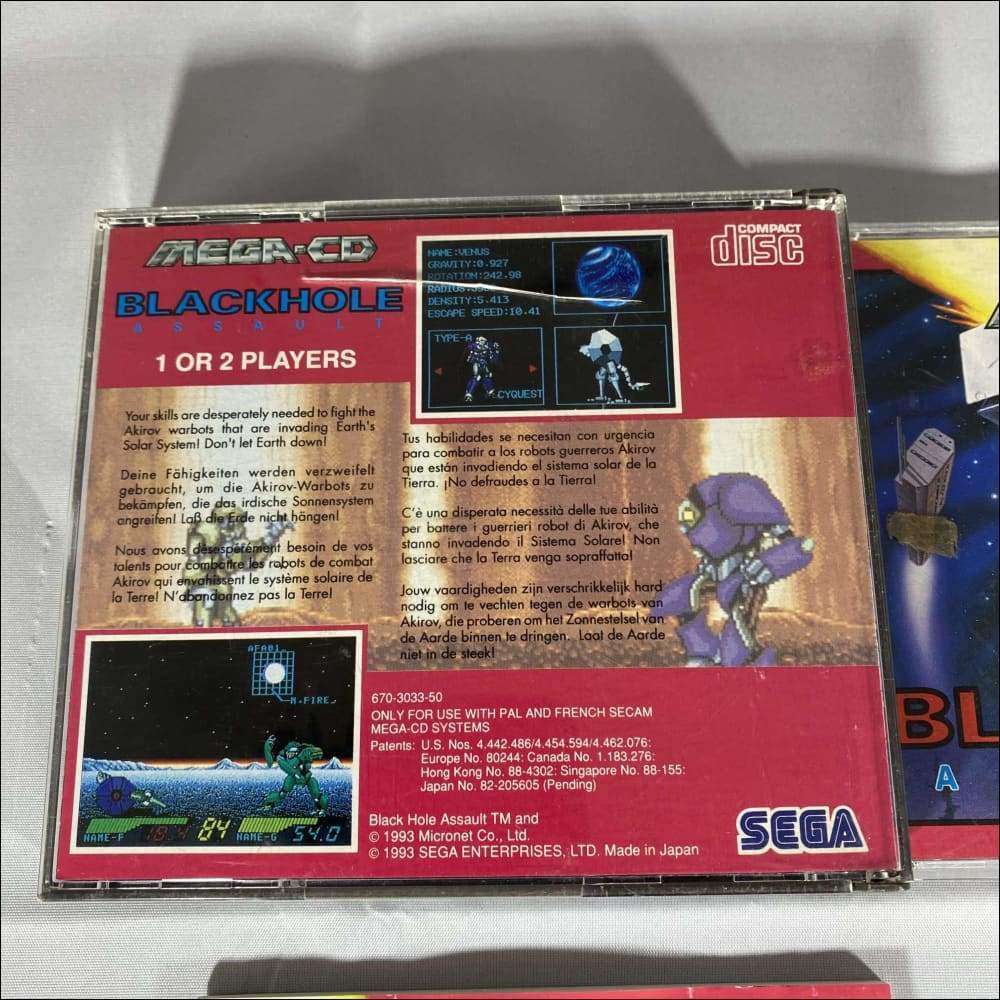 MEGA-CD
BLACKHOLE
ASSAULT
1 OR 2 PLAYERS
NAME:VENUS
GRAVITY:0.927
ROTATION:242.98
RADIUS:
DENSITY:5.413
ESCAPE SPEED:10.41
TYPE-A
CYQUEST
COMPACT
disc
Your skills are desperately needed to fight the
Akirov warbots that are invading Earth's
Solar System! Don't let Earth down!
Deine Fähigkeiten werden verzweifelt
gebraucht, um die Akirov-Warbots zu
bekämpfen, die das irdische Sonnensystem
angreifen! Laß die Erde nicht hängen!
Nous avons désespérément besoin de vos
talents pour combattre les robots de combat
Akirov qui envahissent le système solaire de
la Terre! N'abandonnez pas la Terre!
Tus habilidades se necesitan con urgencia
para combatir a los robots guerreros Akirov
que están invadiendo el sistema solar de la
Tierra. ¡No defraudes a la Tierra!
C'è una disperata necessità delle tue abilità
per battere i guerrieri robot di Akirov, che
stanno invadendo il Sistema Solare! Non
lasciare che la Terra venga sopraffatta!
Jouw vaardigheden zijn verschrikkelijk hard
nodig om te vechten tegen de warbots van
Akirov, die proberen om het Zonnestelsel van
de Aarde binnen te dringen. Laat de Aarde
niet in de steek!
AFA01
M.FIRE
NAME-F 18.4 84 NAME-G 54.0
670-3033-50
ONLY FOR USE WITH PAL AND FRENCH SECAM
MEGA-CD SYSTEMS
Patents: U.S. Nos. 4,442.486/4.454.594/4.462.076:
Europe No. 80244: Canada No. 1.183.276:
Hong Kong No. 88-4302: Singapore No. 88-155:
Japan No. 82-205605 (Pending)
Black Hole Assault TM and
© 1993 Micronet Co., Ltd.
© 1993 SEGA ENTERPRISES, LTD. Made in Japan
SEGA
BL
A